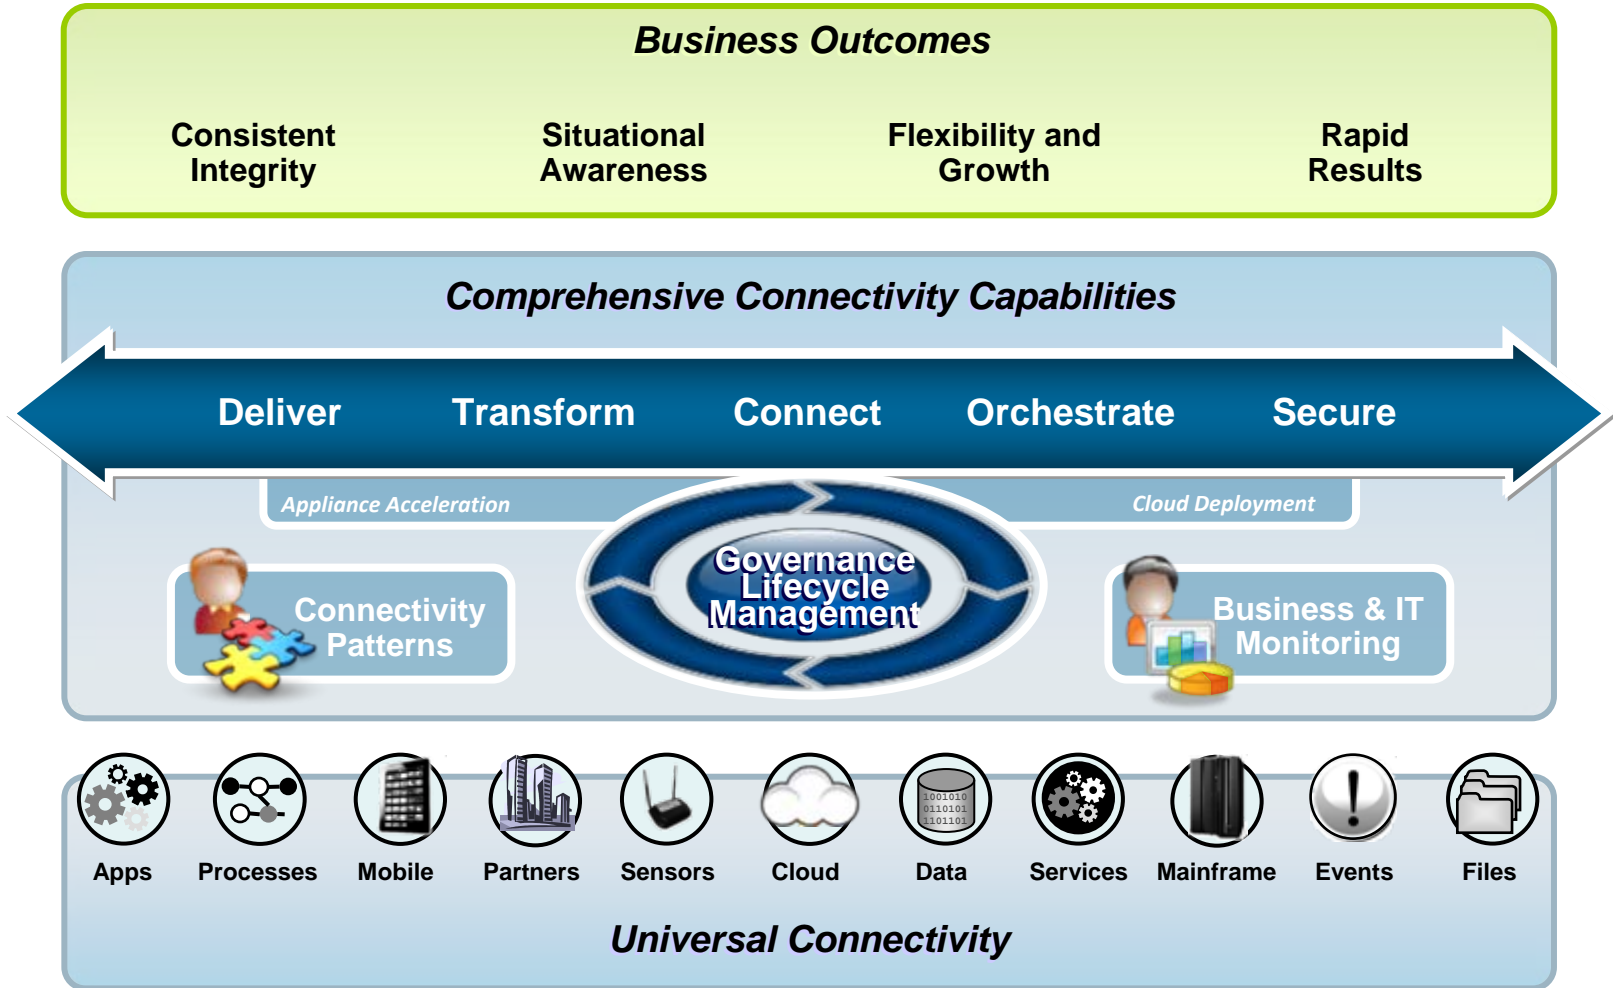 Business Outcomes
Consistent
Integrity
Situational
Awareness
Flexibility and
Growth
Rapid
Results
Comprehensive Connectivity Capabilities
Deliver
Transform
Connect
Orchestrate
Secure
Appliance Acceleration
Cloud Deployment
Governance
Lifecycle
Management
Connectivity
Patterns
Business & IT
Monitoring
1001010
0110101
1101101
Apps
Processes
Mobile
Partners
Sensors
Cloud
Data
Services
Mainframe
Events
Files
Universal Connectivity